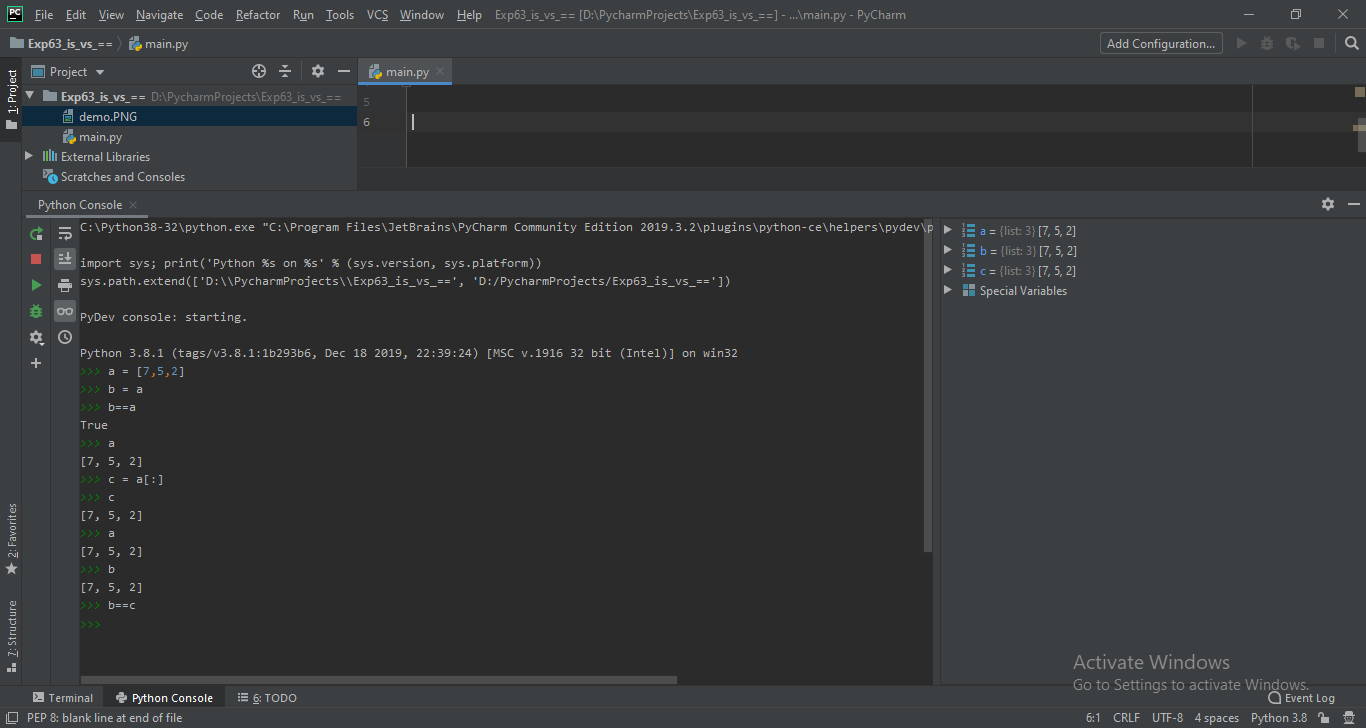 PC File Edit View Navigate Code Refactor Run Tools VCS Window Help Exp63_is_vs_== [D:\PycharmProjects\Exp63_is_vs_==] - ...\main.py - PyCharm
Exp63_is_vs_== main.py Add Configuration...
1: Project
Project
main.py
Exp63_is_vs_== D:\PycharmProjects\Exp63_is_vs_==
demo.PNG
main.py
External Libraries
Scratches and Consoles
5
6
Python Console
C:\Python38-32\python.exe "C:\Program Files\JetBrains\PyCharm Community Edition 2019.3.2\plugins\python-ce\helpers\pydev\p
import sys; print('Python %s on %s' % (sys.version, sys.platform))
sys.path.extend(['D:\\PycharmProjects\\Exp63_is_vs_==', 'D:/PycharmProjects/Exp63_is_vs_=='])
PyDev console: starting.
Python 3.8.1 (tags/v3.8.1:1b293b6, Dec 18 2019, 22:39:24) [MSC v.1916 32 bit (Intel)] on win32
>>> a = [7,5,2]
>>> b = a
>>> b==a
True
>>> a
[7, 5, 2]
>>> c = a[:]
>>> c
[7, 5, 2]
>>> a
[7, 5, 2]
>>> b
[7, 5, 2]
>>> b==c
>>>
a = {list: 3} [7, 5, 2]
b = {list: 3} [7, 5, 2]
c = {list: 3} [7, 5, 2]
Special Variables
2: Favorites
7: Structure
Activate Windows
Go to Settings to activate Windows.
Terminal Python Console 6: TODO Event Log
PEP 8: blank line at end of file 6:1 CRLF UTF-8 4 spaces Python 3.8